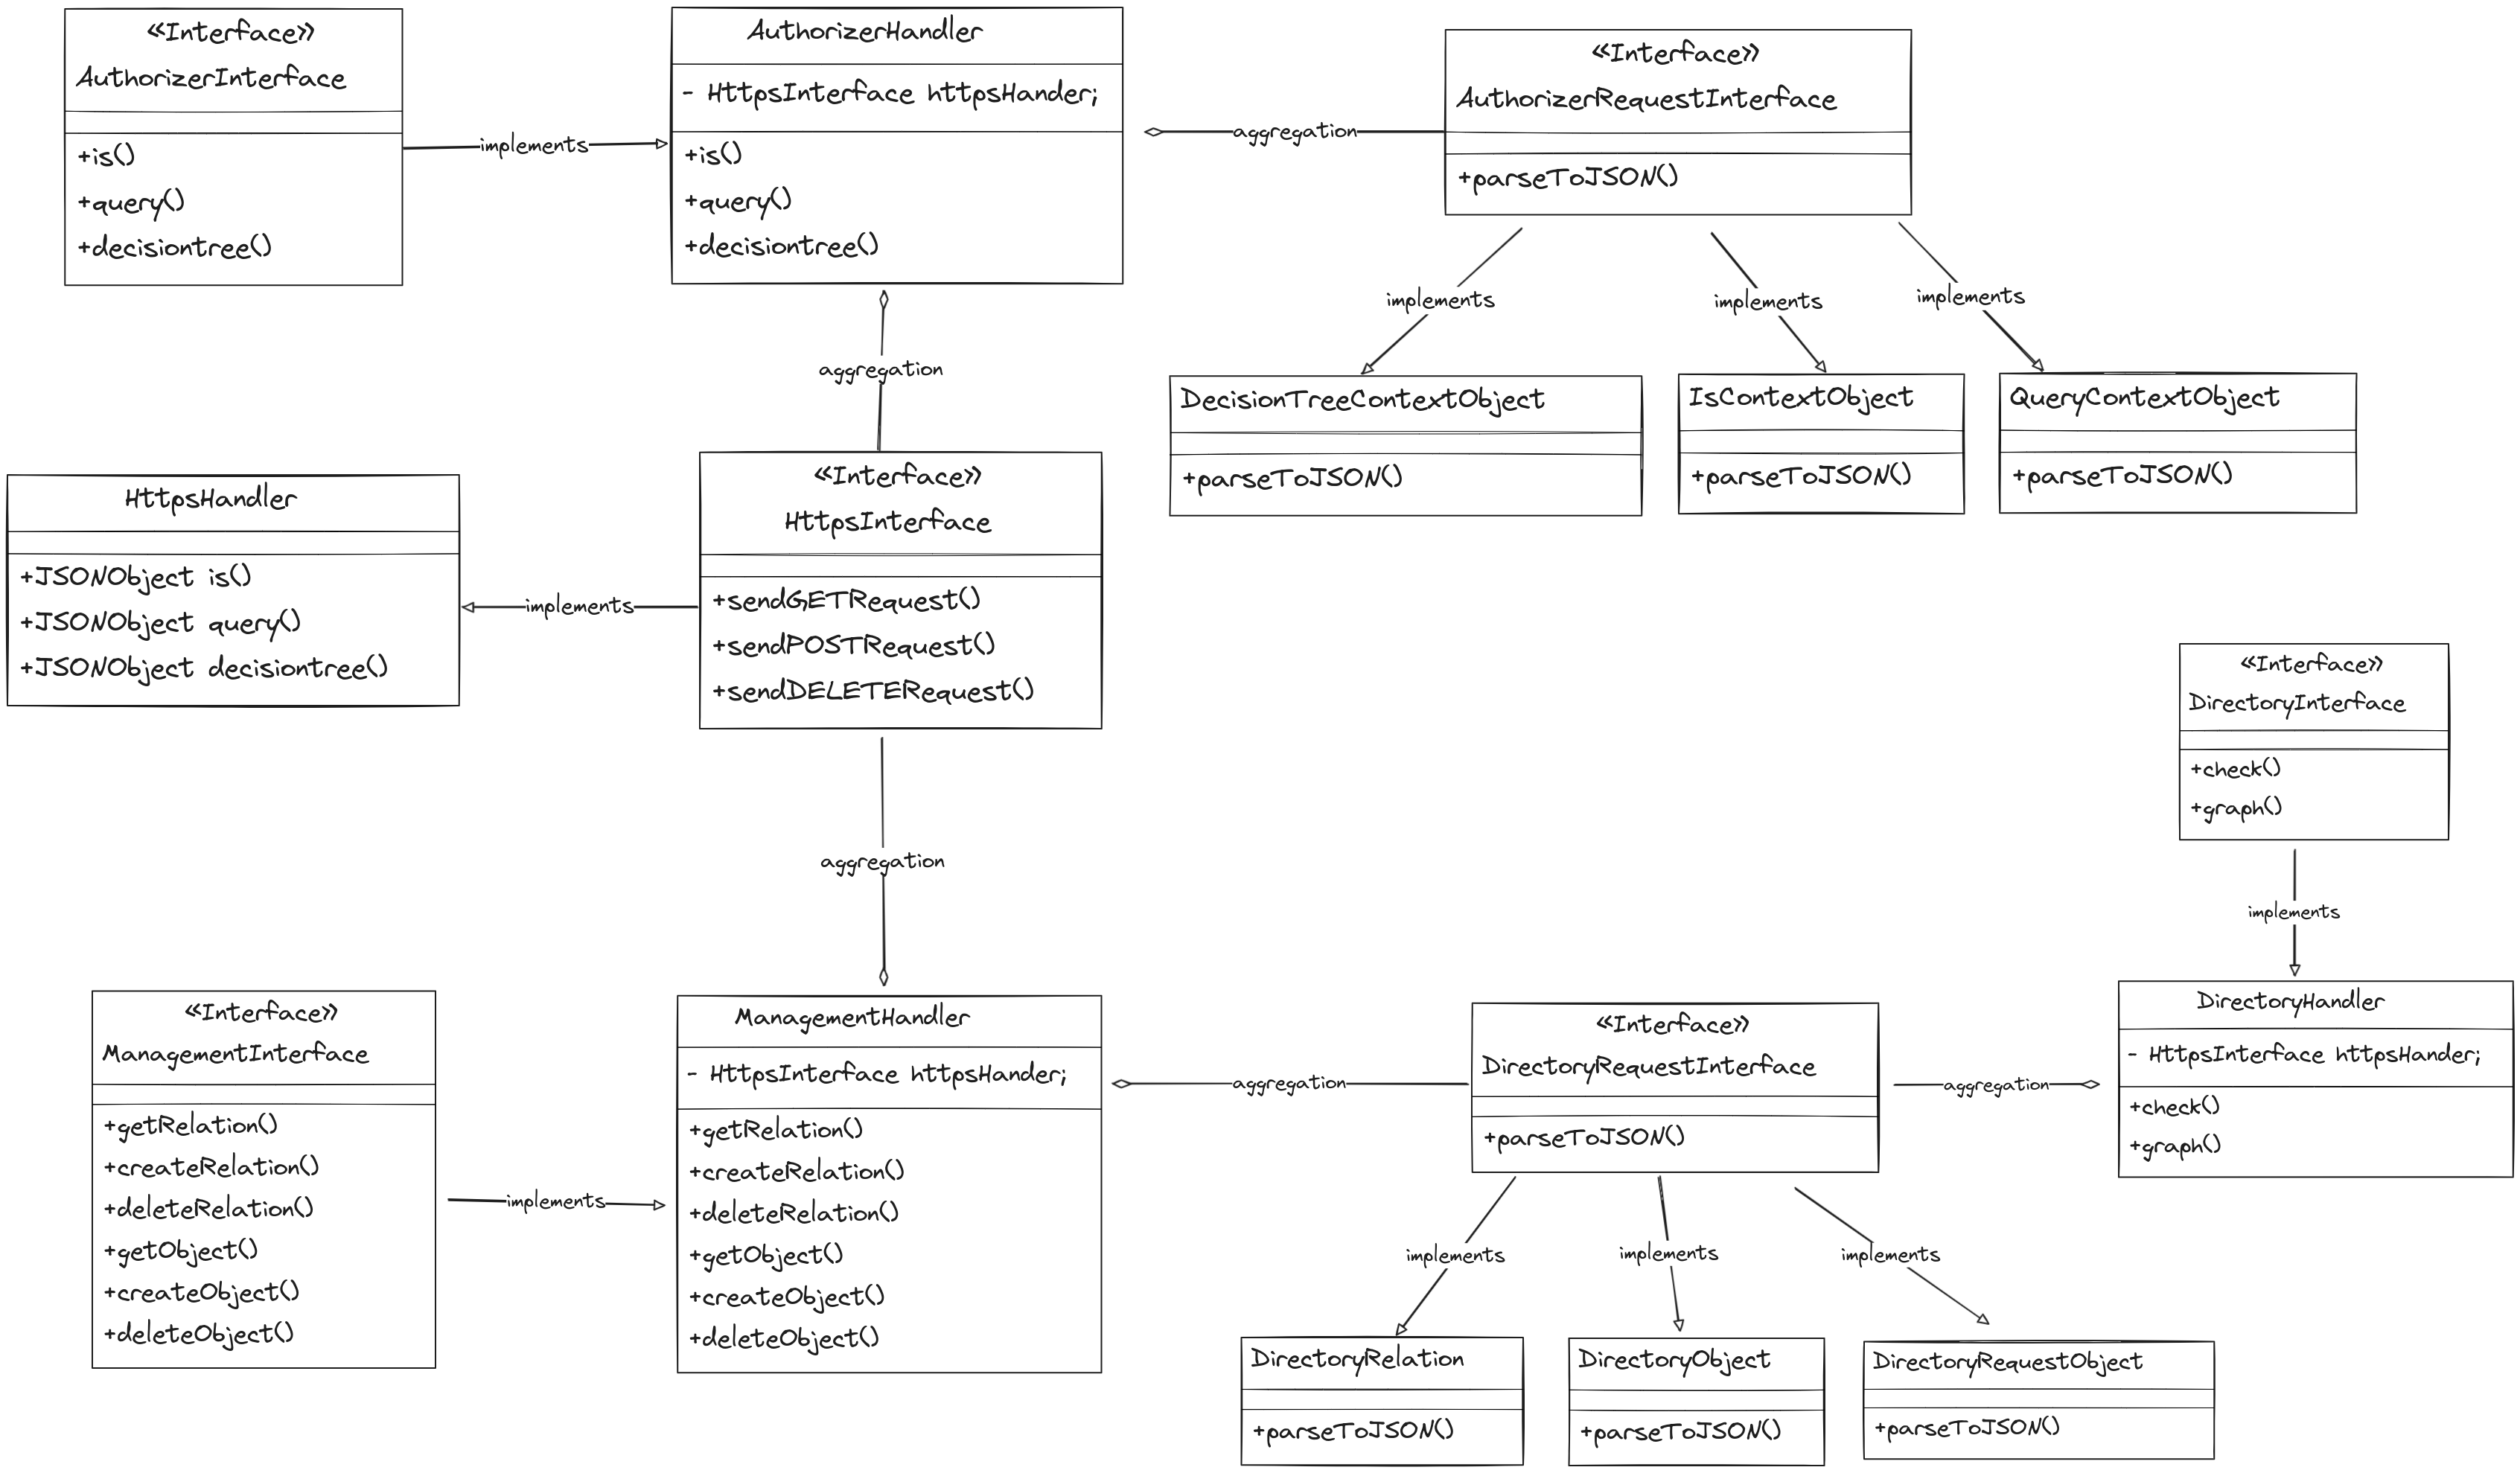 «Interface»
AuthorizerInterface
+is()
+query()
+decisiontree()
implements
AuthorizerHandler
- HttpsInterface httpsHander;
+is()
+query()
+decisiontree()
aggregation
«Interface»
AuthorizerRequestInterface
+parseToJSON()
implements
implements
implements
DecisionTreeContextObject
+parseToJSON()
IsContextObject
+parseToJSON()
QueryContextObject
+parseToJSON()
aggregation
HttpsHandler
+JSONObject is()
+JSONObject query()
+JSONObject decisiontree()
implements
«Interface»
HttpsInterface
+sendGETRequest()
+sendPOSTRequest()
+sendDELETERequest()
aggregation
«Interface»
DirectoryInterface
+check()
+graph()
implements
«Interface»
ManagementInterface
+getRelation()
+createRelation()
+deleteRelation()
+getObject()
+createObject()
+deleteObject()
implements
ManagementHandler
- HttpsInterface httpsHander;
+getRelation()
+createRelation()
+deleteRelation()
+getObject()
+createObject()
+deleteObject()
aggregation
«Interface»
DirectoryRequestInterface
+parseToJSON()
aggregation
DirectoryHandler
- HttpsInterface httpsHander;
+check()
+graph()
implements
implements
implements
DirectoryRelation
+parseToJSON()
DirectoryObject
+parseToJSON()
DirectoryRequestObject
+parseToJSON()